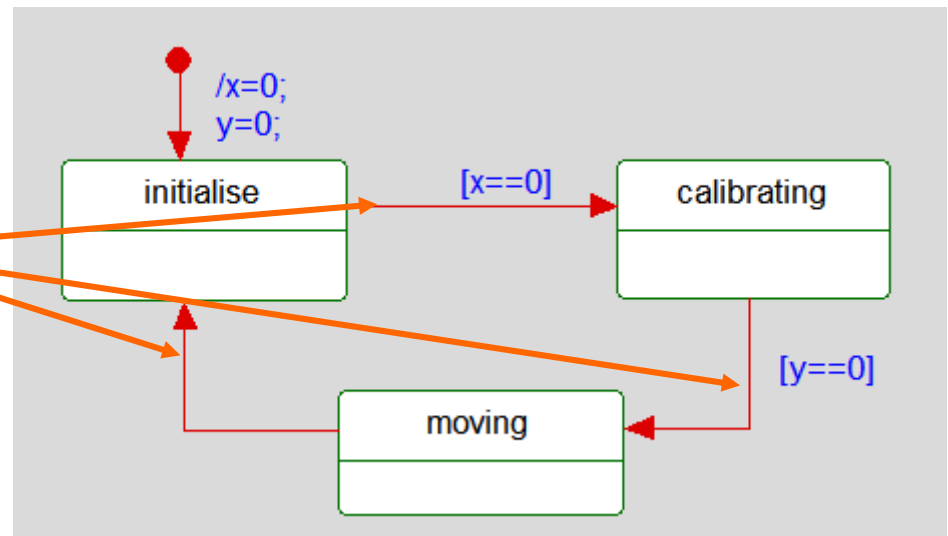 /x=0;
y=0;
initialise
[x==0]
calibrating
[y==0]
moving